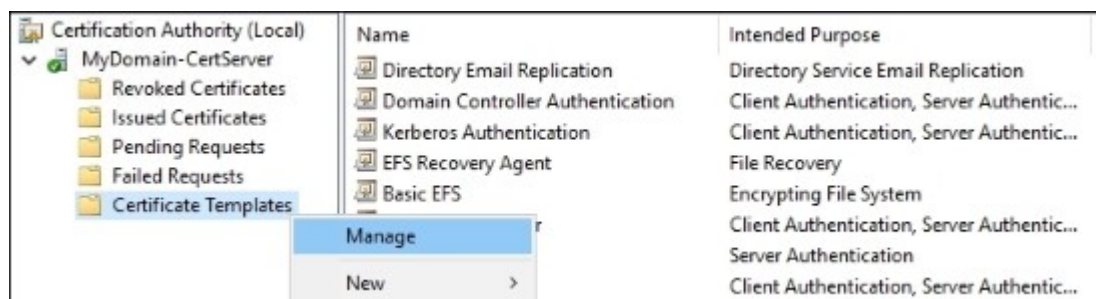 Certification Authority (Local)
MyDomain-CertServer
Revoked Certificates
Issued Certificates
Pending Requests
Failed Requests
Certificate Templates
Manage
New
Name
Intended Purpose
Directory Email Replication
Directory Service Email Replication
Domain Controller Authentication
Client Authentication, Server Authentic...
Kerberos Authentication
Client Authentication, Server Authentic...
EFS Recovery Agent
File Recovery
Basic EFS
Encrypting File System
Client Authentication, Server Authentic...
Server Authentication
Client Authentication, Server Authentic...